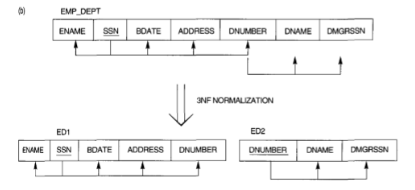 (b) EMP_DEPT
ENAME SSN BDATE ADDRESS DNUMBER DNAME DMGRSSN
3NF NORMALIZATION
ED1 ED2
ENAME SSN BDATE ADDRESS DNUMBER DNUMBER DNAME DMGRSSN